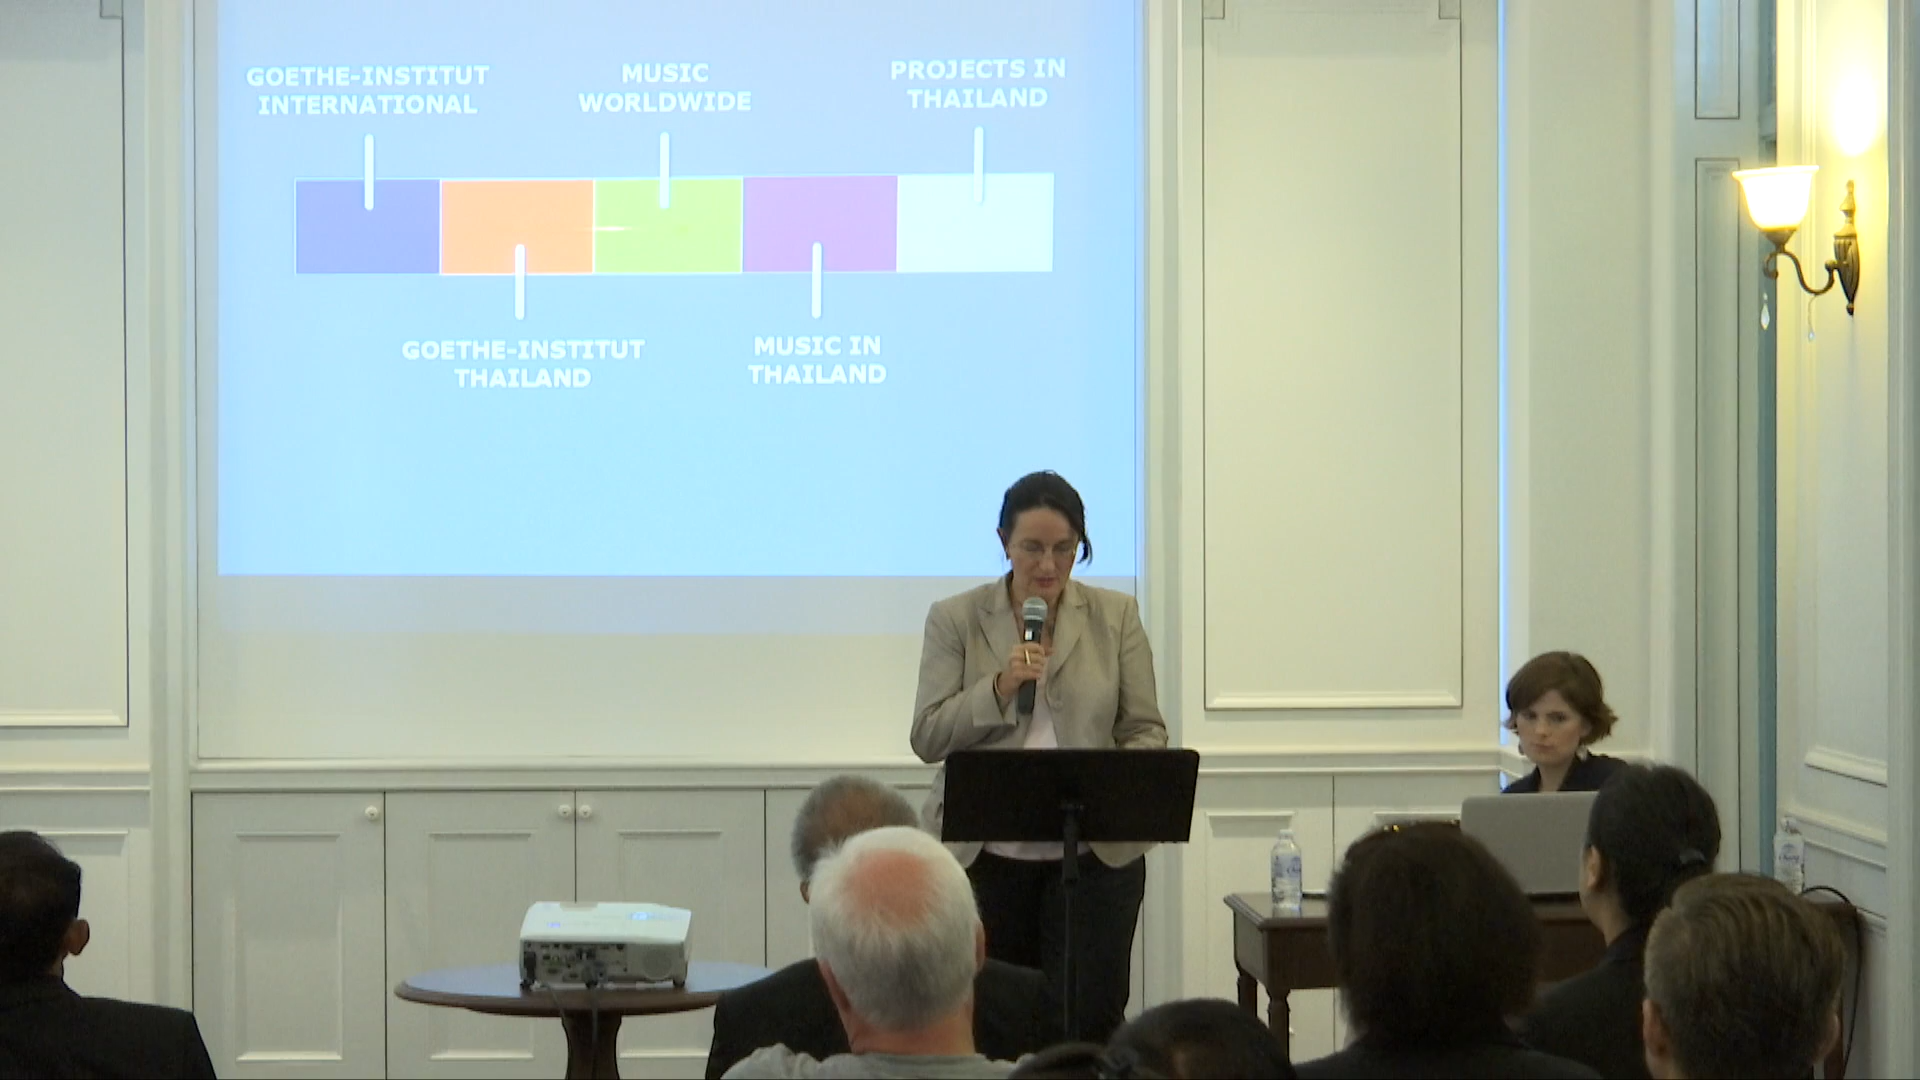 GOETHE-INSTITUT
INTERNATIONAL
MUSIC
WORLDWIDE
PROJECTS IN
THAILAND
GOETHE-INSTITUT
THAILAND
MUSIC IN
THAILAND